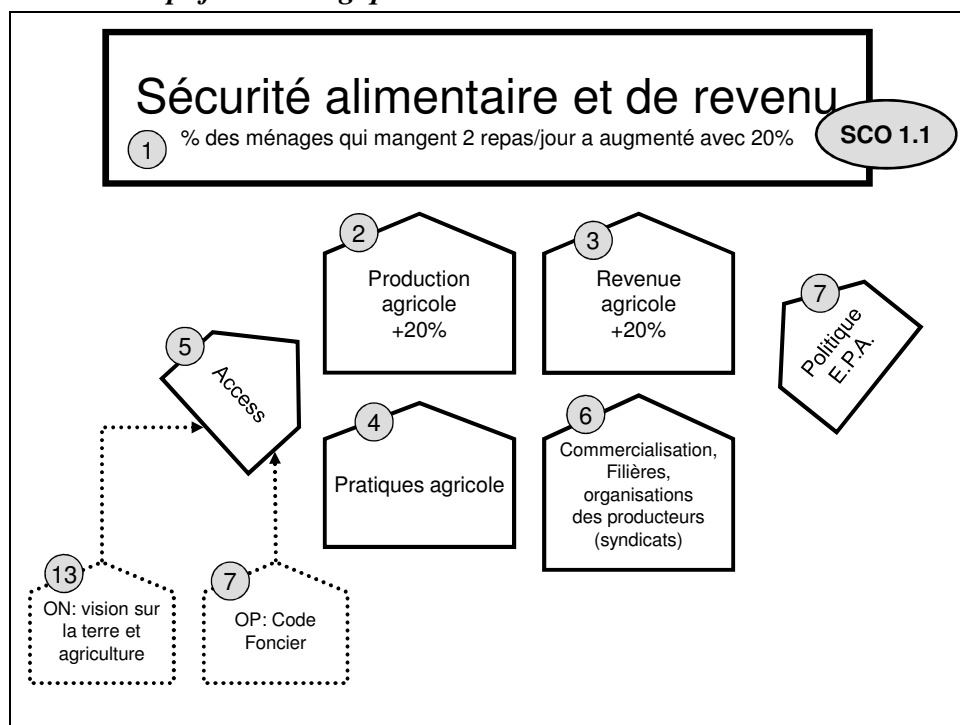 Sécurité alimentaire et de revenu
1
% des ménages qui mangent 2 repas/jour a augmenté avec 20%
SCO 1.1
2
Production
agricole
+20%
3
Revenue
agricole
+20%
7
Politique
E.P.A.
5
Access
4
Pratiques agricole
6
Commercialisation,
Filières,
organisations
des producteurs
(syndicats)
13
ON: vision sur
la terre et
agriculture
7
OP: Code
Foncier